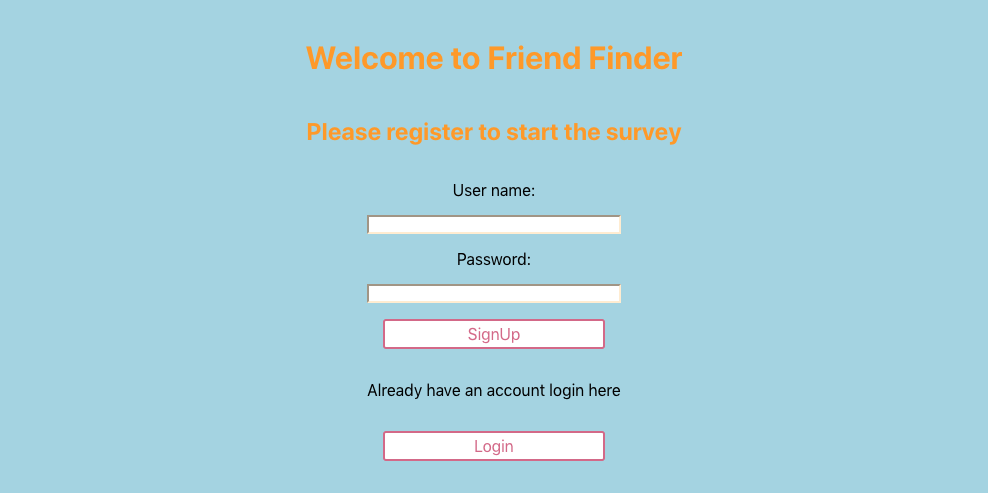 Welcome to Friend Finder
Please register to start the survey
User name:
Password:
SignUp
Already have an account login here
Login